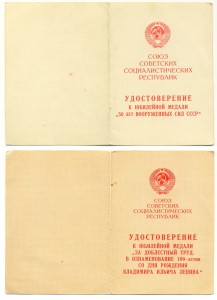 СОЮЗ
СОВЕТСКИХ
СОЦИАЛИСТИЧЕСКИХ
РЕСПУБЛИК
УДОСТОВЕРЕНИЕ
К ЮБИЛЕЙНОЙ МЕДАЛИ
„50 ЛЕТ ВООРУЖЕННЫХ СИЛ СССР"
СОЮЗ
СОВЕТСКИХ
СОЦИАЛИСТИЧЕСКИХ
РЕСПУБЛИК
УДОСТОВЕРЕНИЕ
К ЮБИЛЕЙНОЙ МЕДАЛИ
„ЗА ДОБЛЕСТНЫЙ ТРУД.
В ОЗНАМЕНОВАНИЕ 100-летия
СО ДНЯ РОЖДЕНИЯ
ВЛАДИМИРА ИЛЬИЧА ЛЕНИНА"